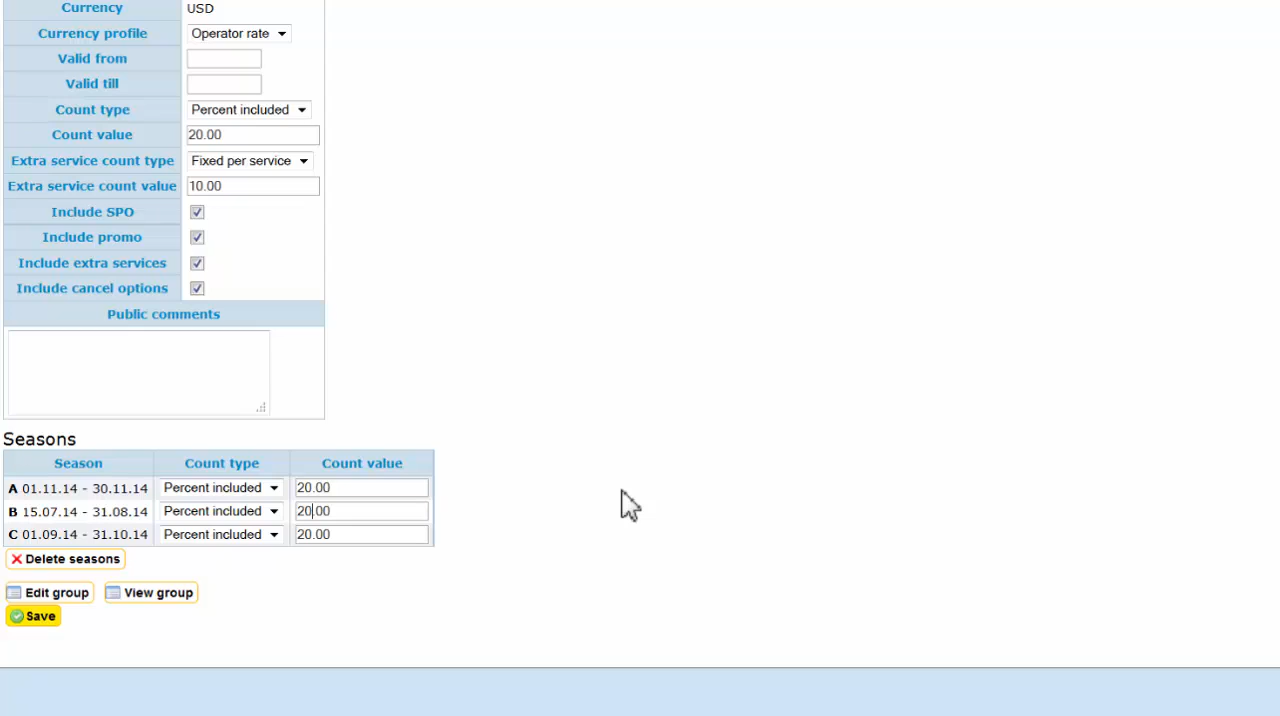 Currency USD
Currency profile Operator rate
Valid from
Valid till
Count type Percent included
Count value 20.00
Extra service count type Fixed per service
Extra service count value 10.00
Include SPO
Include promo
Include extra services
Include cancel options
Public comments
Seasons
Season Count type Count value
A 01.11.14 - 30.11.14 Percent included 20.00
B 15.07.14 - 31.08.14 Percent included 20.00
C 01.09.14 - 31.10.14 Percent included 20.00
Delete seasons
Edit group View group
Save